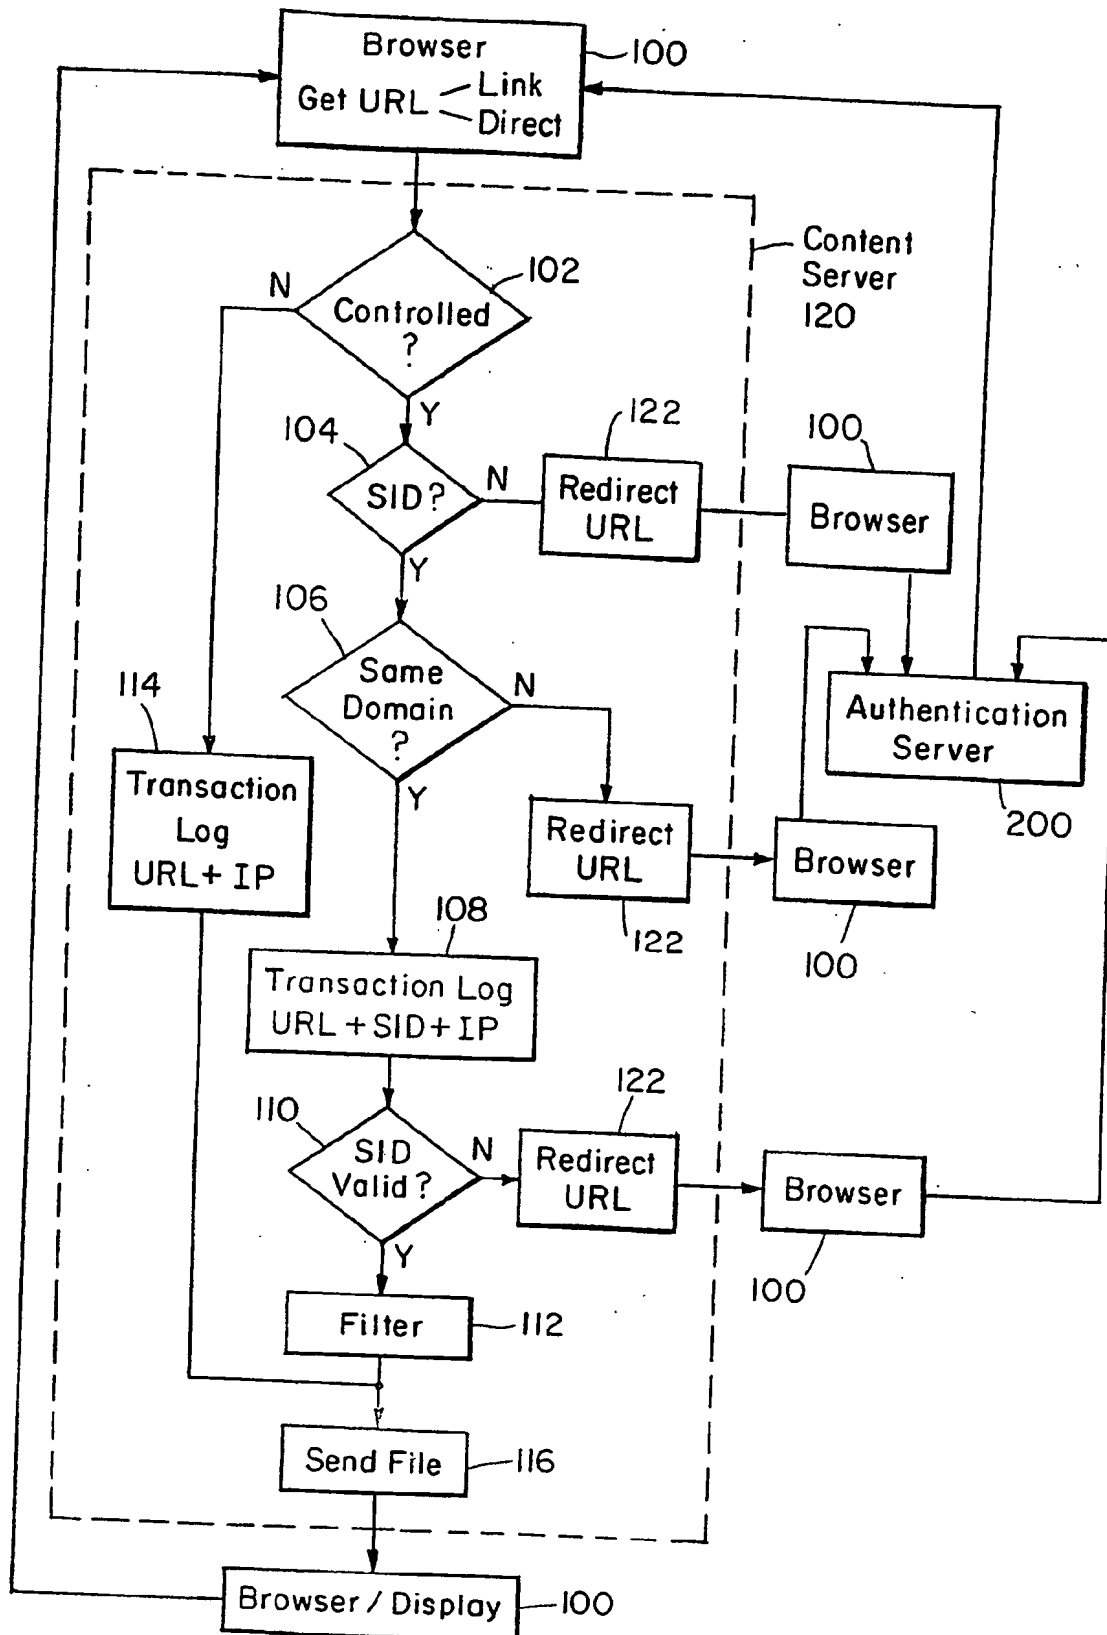 Browser
100
Get URL
Link
Direct
Content
Server
120
102
N
Controlled
?
Y
104
SID?
N
122
Redirect
URL
100
Browser
Y
106
Same
Domain
?
N
Y
114
Transaction
Log
URL+ IP
Authentication
Server
200
Redirect
URL
122
Browser
100
108
Transaction Log
URL+SID+IP
110
SID
Valid?
N
Y
122
Redirect
URL
Browser
100
Filter
112
Send File
116
Browser / Display
100